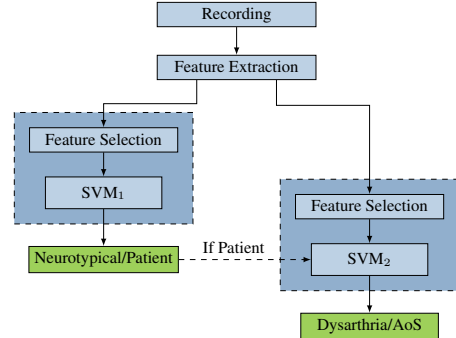 Recording
Feature Extraction
Feature Selection
SVM₁
Neurotypical/Patient
If Patient
Feature Selection
SVM₂
Dysarthria/AoS